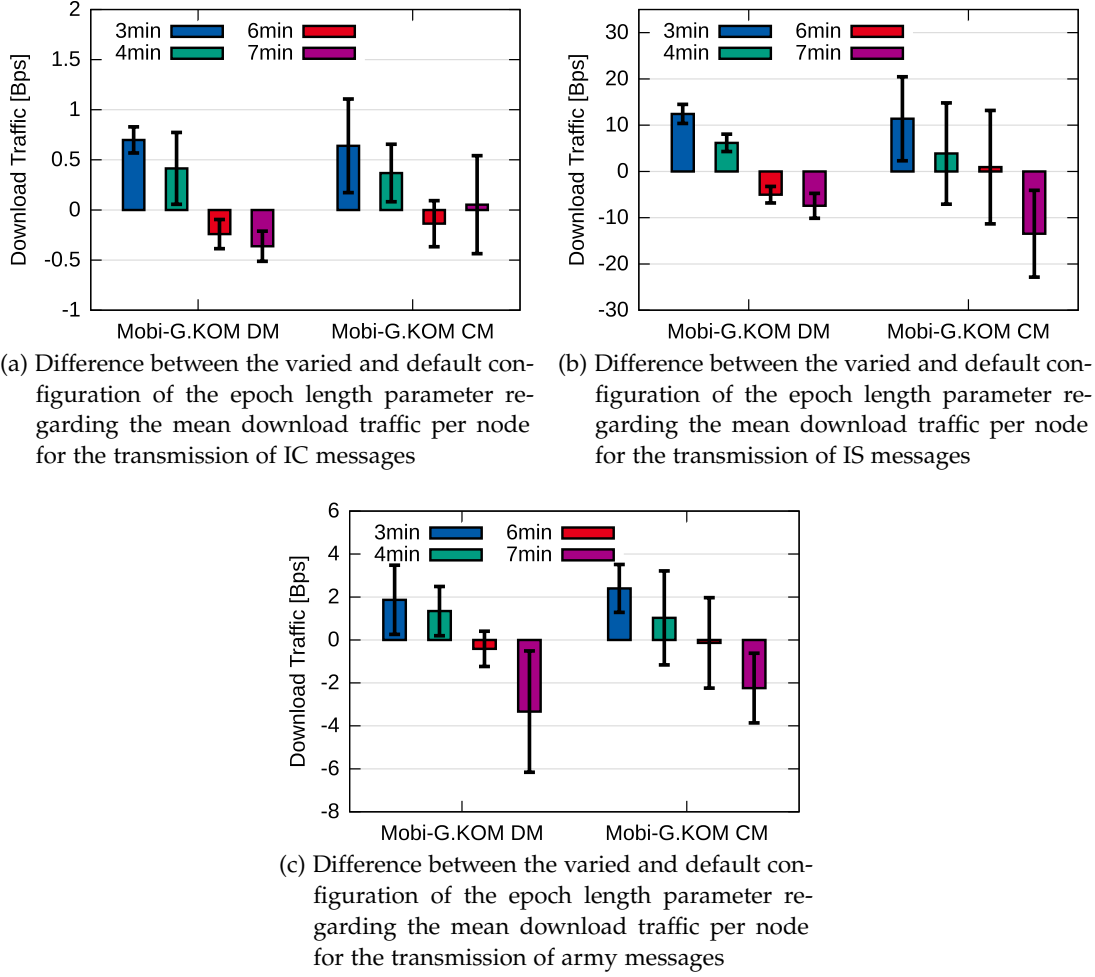 2
1.5
1
0.5
0
-0.5
-1
Download Traffic [Bps]
3min
4min
6min
7min
Mobi-G.KOM DM
Mobi-G.KOM CM
(a) Difference between the varied and default con-
figuration of the epoch length parameter re-
garding the mean download traffic per node
for the transmission of IC messages
30
20
10
0
-10
-20
-30
Download Traffic [Bps]
3min
4min
6min
7min
Mobi-G.KOM DM
Mobi-G.KOM CM
(b) Difference between the varied and default con-
figuration of the epoch length parameter re-
garding the mean download traffic per node
for the transmission of IS messages
6
4
2
0
-2
-4
-6
-8
Download Traffic [Bps]
3min
4min
6min
7min
Mobi-G.KOM DM
Mobi-G.KOM CM
(c) Difference between the varied and default con-
figuration of the epoch length parameter re-
garding the mean download traffic per node
for the transmission of army messages